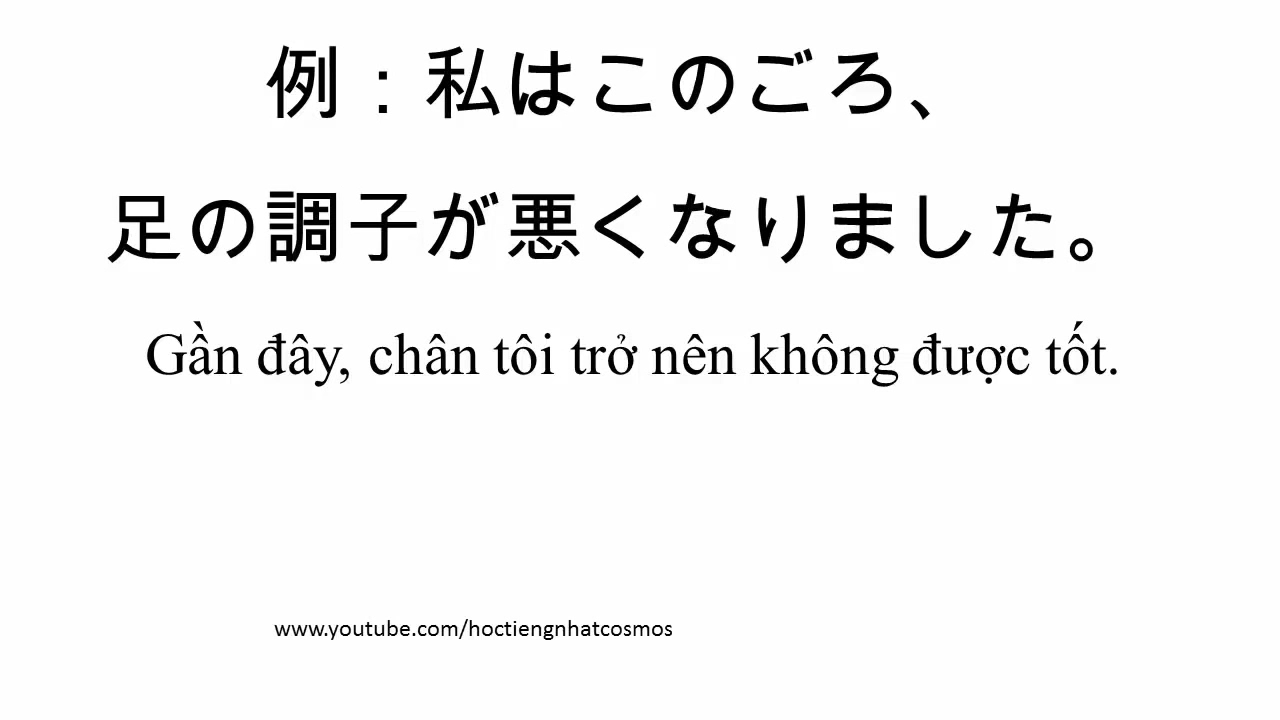 例：私はこのごろ、
足の調子が悪くなりました。
Gần đây, chân tôi trở nên không được tốt.
www.youtube.com/hoctiengnhatcosmos